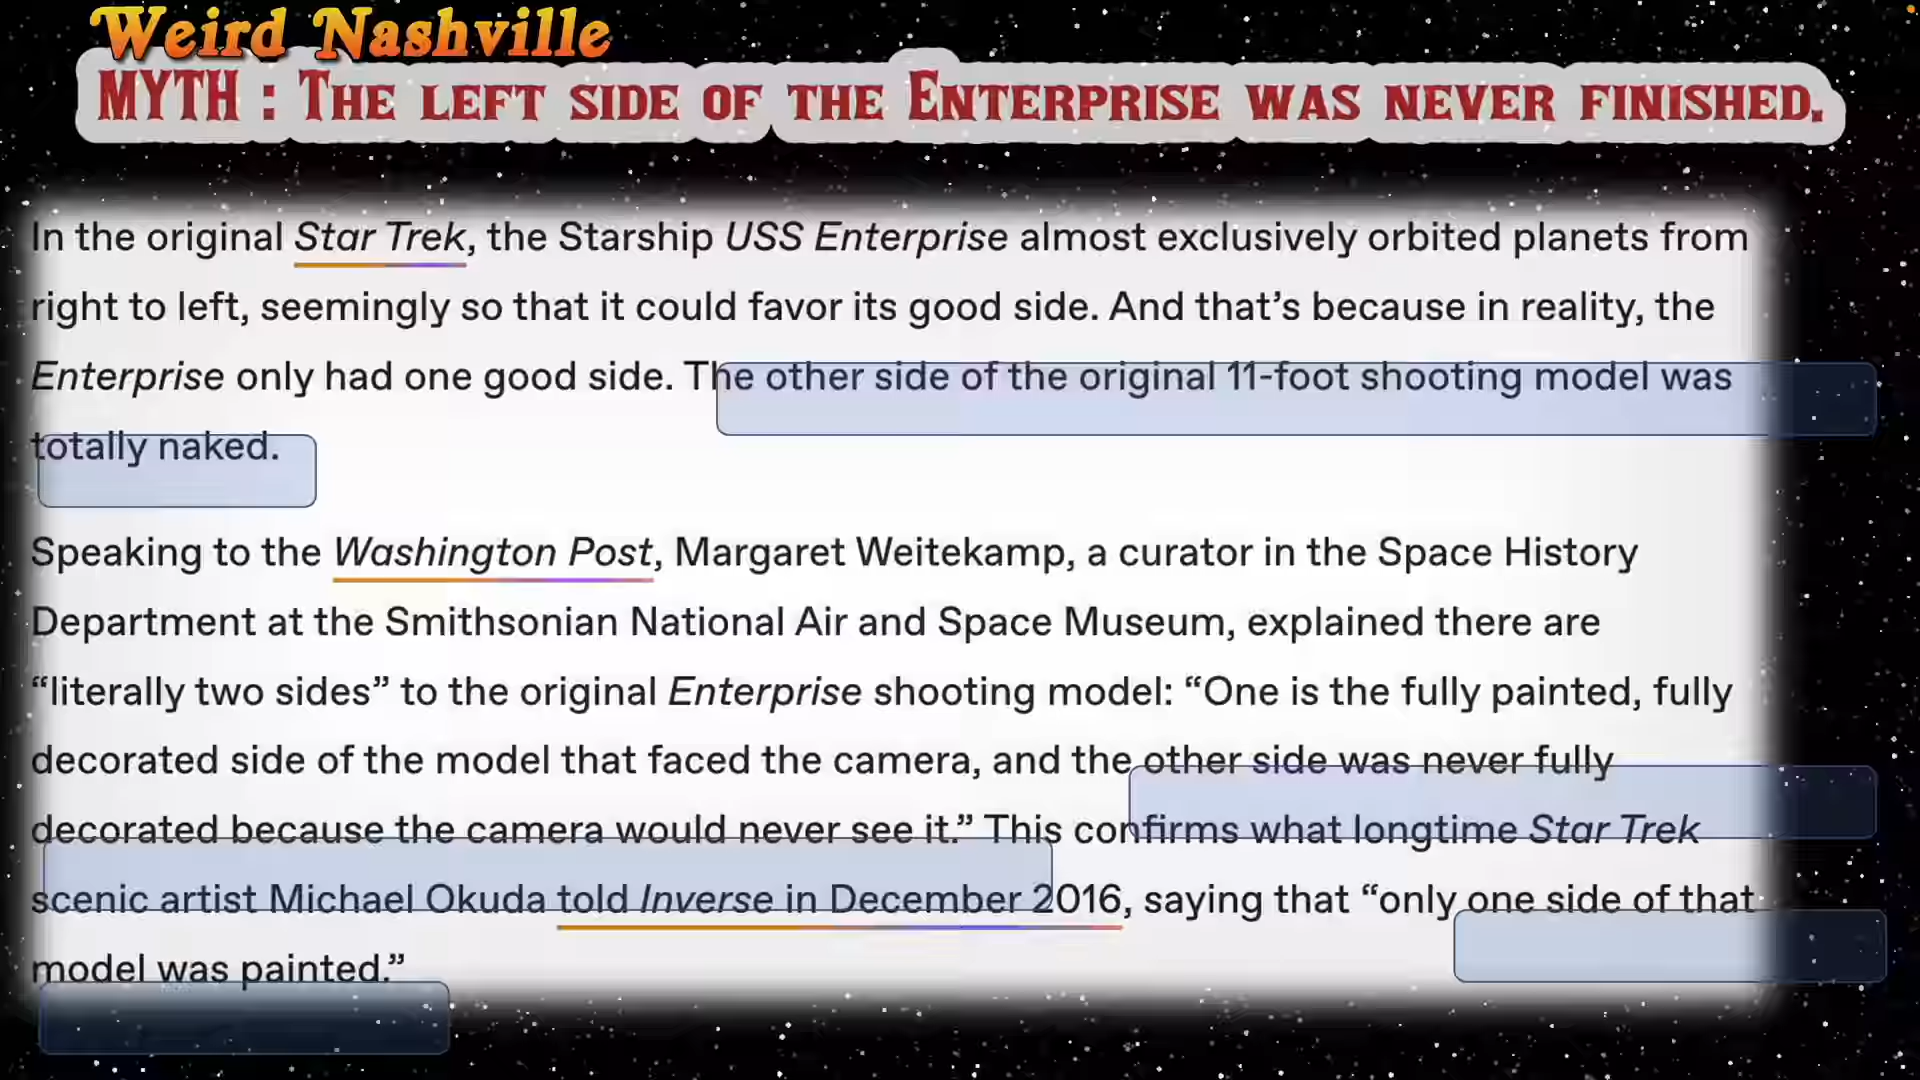 Weird Nashville
MYTH : THE LEFT SIDE OF THE ENTERPRISE WAS NEVER FINISHED.
In the original Star Trek, the Starship USS Enterprise almost exclusively orbited planets from
right to left, seemingly so that it could favor its good side. And that’s because in reality, the
Enterprise only had one good side. The other side of the original 11-foot shooting model was
totally naked.
Speaking to the Washington Post, Margaret Weitekamp, a curator in the Space History
Department at the Smithsonian National Air and Space Museum, explained there are
“literally two sides” to the original Enterprise shooting model: “One is the fully painted, fully
decorated side of the model that faced the camera, and the other side was never fully
decorated because the camera would never see it.” This confirms what longtime Star Trek
scenic artist Michael Okuda told Inverse in December 2016, saying that “only one side of that
model was painted.”